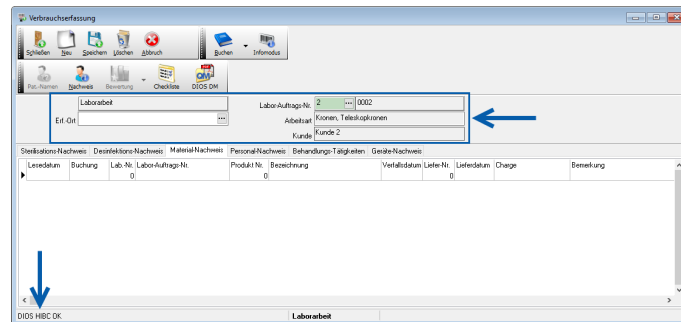 Verbrauchserfassung
Schließen Neu Speichern Löschen Abbruch Buchen Infomodus
Pat.-Namen Nachweis Bewertung Checkliste DIOS DM
QM
Laborarbeit Labor-Auftrags-Nr. 2 ... 0002
Erf.-Ort ... Arbeitsart Kronen, Teleskopkronen
Kunde Kunde 2
Sterilisations-Nachweis Desinfektions-Nachweis Material-Nachweis Personal-Nachweis Behandlungs-Tätigkeiten Geräte-Nachweis
Lesedatum Buchung Lab.-Nr. Labor-Auftrags-Nr. Produkt Nr. Bezeichnung Verfallsdatum Liefer-Nr. Lieferdatum Charge Bemerkung
0 0 0
DIOS HIBC DK Laborarbeit